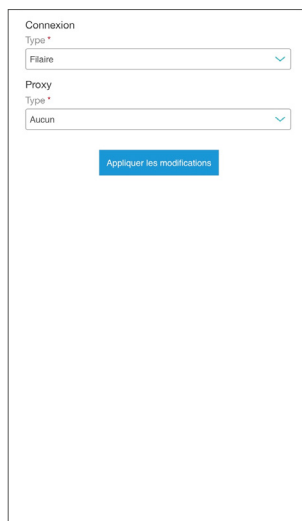 Connexion
Type *
Filaire
Proxy
Type *
Aucun
Appliquer les modifications